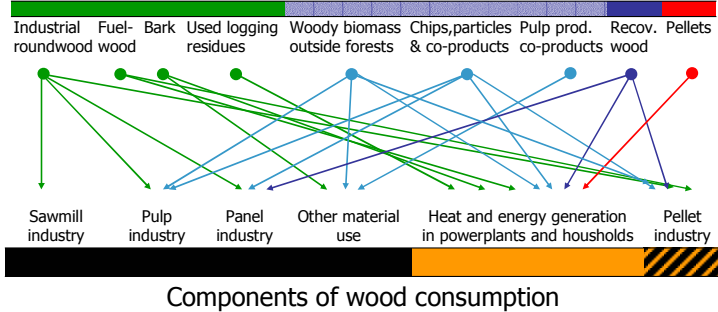 Industrial roundwood
Fuel-wood
Bark
Used logging residues
Woody biomass outside forests
Chips,particles & co-products
Pulp prod. co-products
Recov. wood
Pellets
Sawmill industry
Pulp industry
Panel industry
Other material use
Heat and energy generation in powerplants and housholds
Pellet industry
Components of wood consumption